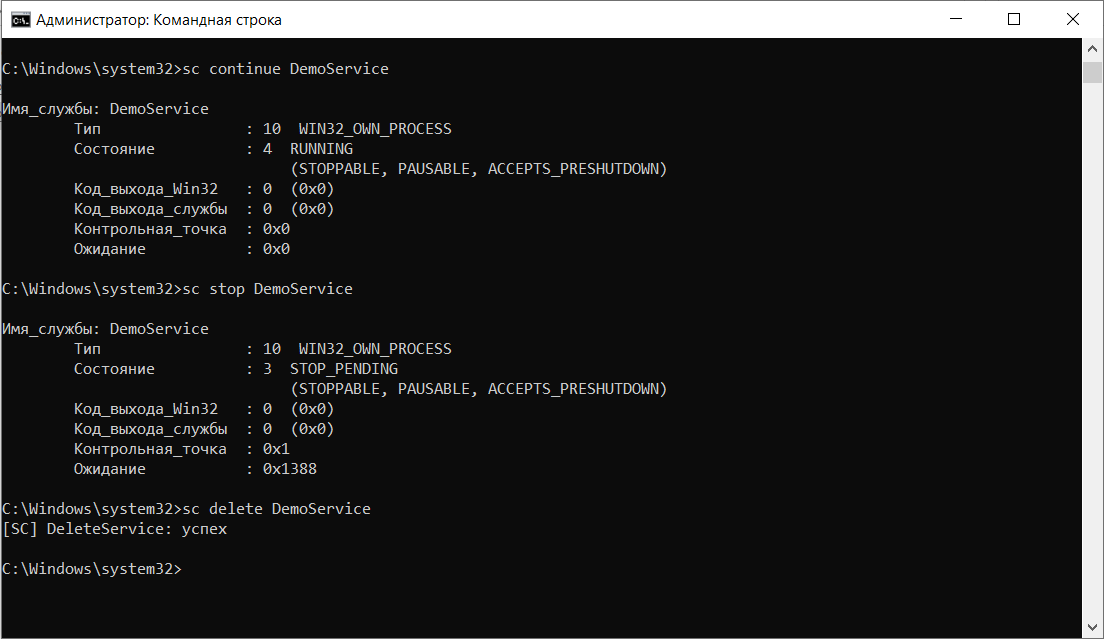 Администратор: Командная строка
C:\Windows\system32>sc continue DemoService
Имя_службы: DemoService
Тип : 10 WIN32_OWN_PROCESS
Состояние : 4 RUNNING
(STOPPABLE, PAUSABLE, ACCEPTS_PRESHUTDOWN)
Код_выхода_Win32 : 0 (0x0)
Код_выхода_службы : 0 (0x0)
Контрольная_точка : 0x0
Ожидание : 0x0
C:\Windows\system32>sc stop DemoService
Имя_службы: DemoService
Тип : 10 WIN32_OWN_PROCESS
Состояние : 3 STOP_PENDING
(STOPPABLE, PAUSABLE, ACCEPTS_PRESHUTDOWN)
Код_выхода_Win32 : 0 (0x0)
Код_выхода_службы : 0 (0x0)
Контрольная_точка : 0x1
Ожидание : 0x1388
C:\Windows\system32>sc delete DemoService
[SC] DeleteService: успех
C:\Windows\system32>